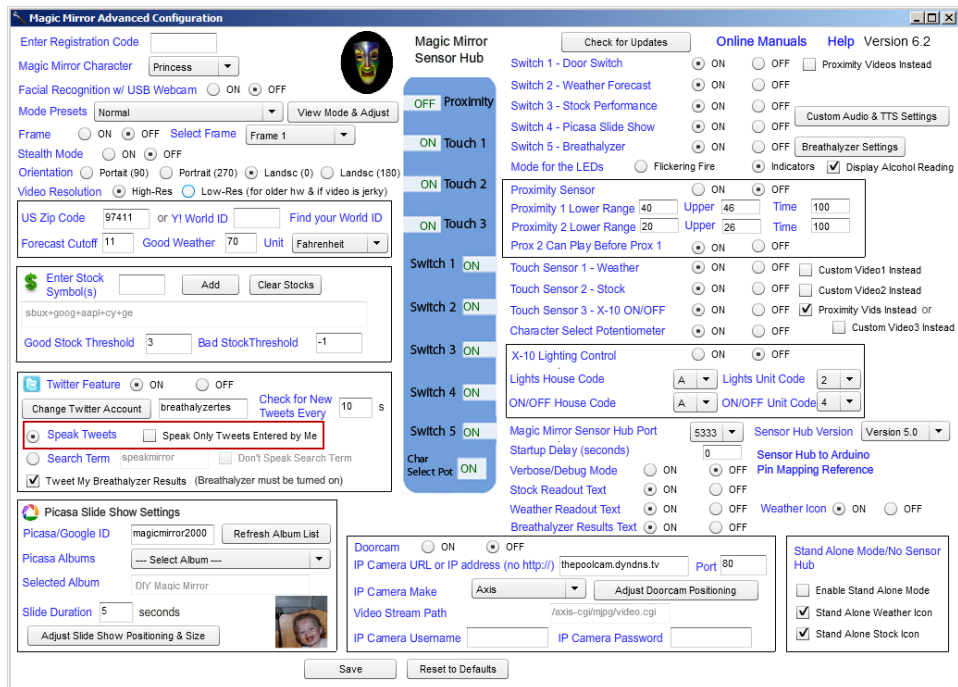 Magic Mirror Advanced Configuration
Enter Registration Code
Magic Mirror Character Princess
Facial Recognition w/ USB Webcam ON OFF
Mode Presets Normal View Mode & Adjust
Frame ON OFF Select Frame Frame 1
Stealth Mode ON OFF
Orientation Portait (90) Portrait (270) Landsc (0) Landsc (180)
Video Resolution High-Res Low-Res (for older hw & if video is jerky)
US Zip Code 97411 or Y! World ID Find your World ID
Forecast Cutoff 11 Good Weather 70 Unit Fahrenheit
Enter Stock Symbol(s) Add Clear Stocks
sbux+goog+aapl+cy+ge
Good Stock Threshold 3 Bad StockThreshold -1
Twitter Feature ON OFF
Change Twitter Account breathalyzertes Check for New Tweets Every 10 s
Speak Tweets Speak Only Tweets Entered by Me
Search Term speakmirror Don't Speak Search Term
Tweet My Breathalyzer Results (Breathalyzer must be turned on)
Picasa Slide Show Settings
Picasa/Google ID magicmirror2000 Refresh Album List
Picasa Albums --- Select Album ---
Selected Album DIY Magic Mirror
Slide Duration 5 seconds
Adjust Slide Show Positioning & Size
Magic Mirror
Sensor Hub
OFF Proximity
ON Touch 1
ON Touch 2
ON Touch 3
Switch 1 ON
Switch 2 ON
Switch 3 ON
Switch 4 ON
Switch 5 ON
Char
Select Pot ON
Check for Updates Online Manuals Help Version 6.2
Switch 1 - Door Switch ON OFF Proximity Videos Instead
Switch 2 - Weather Forecast ON OFF
Switch 3 - Stock Performance ON OFF
Custom Audio & TTS Settings
Switch 4 - Picasa Slide Show ON OFF
Switch 5 - Breathalyzer ON OFF Breathalyzer Settings
Mode for the LEDs Flickering Fire Indicators Display Alcohol Reading
Proximity Sensor ON OFF
Proximity 1 Lower Range 40 Upper 46 Time 100
Proximity 2 Lower Range 20 Upper 26 Time 100
Prox 2 Can Play Before Prox 1 ON OFF
Touch Sensor 1 - Weather ON OFF Custom Video1 Instead
Touch Sensor 2 - Stock ON OFF Custom Video2 Instead
Touch Sensor 3 - X-10 ON/OFF ON OFF Proximity Vids Instead or
Character Select Potentiometer ON OFF Custom Video3 Instead
X-10 Lighting Control ON OFF
Lights House Code A Lights Unit Code 2
ON/OFF House Code A ON/OFF Unit Code 4
Magic Mirror Sensor Hub Port 5333 Sensor Hub Version Version 5.0
Startup Delay (seconds) 0 Sensor Hub to Arduino
Verbose/Debug Mode ON OFF Pin Mapping Reference
Stock Readout Text ON OFF
Weather Readout Text ON OFF Weather Icon ON OFF
Breathalyzer Results Text ON OFF
Doorcam ON OFF
IP Camera URL or IP address (no http://) thepoolcam.dyndns.tv Port 80
IP Camera Make Axis Adjust Doorcam Positioning
Video Stream Path /axis-cgi/mjpg/video.cgi
IP Camera Username IP Camera Password
Stand Alone Mode/No Sensor
Hub
Enable Stand Alone Mode
Stand Alone Weather Icon
Stand Alone Stock Icon
Save Reset to Defaults